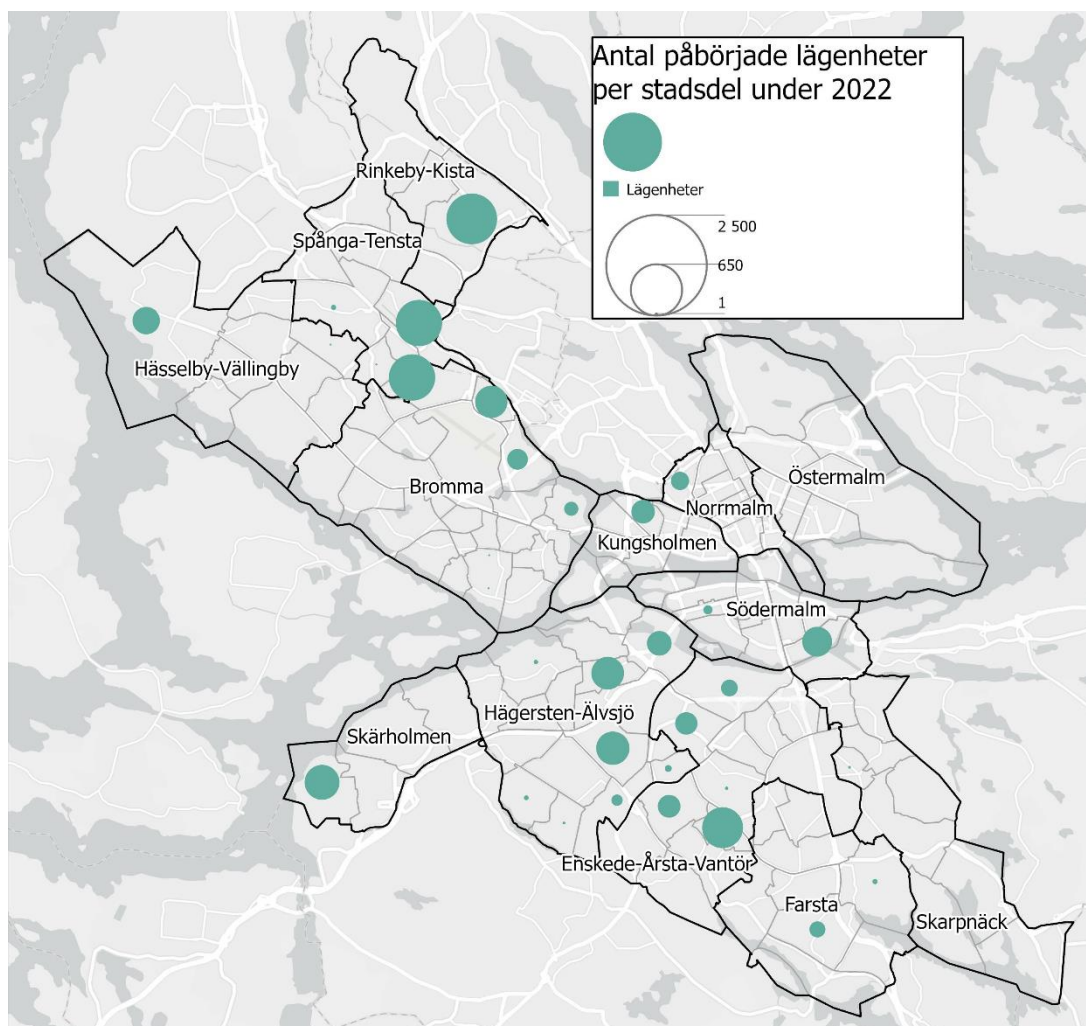 Antal påbörjade lägenheter
per stadsdel under 2022
Lägenheter
2 500
650
1
Rinkeby-Kista
Spånga-Tensta
Hässelby-Vällingby
Bromma
Östermalm
Norrmalm
Kungsholmen
Södermalm
Hägersten-Älvsjö
Skärholmen
Enskede-Årsta-Vantör
Farsta
Skarpnäck